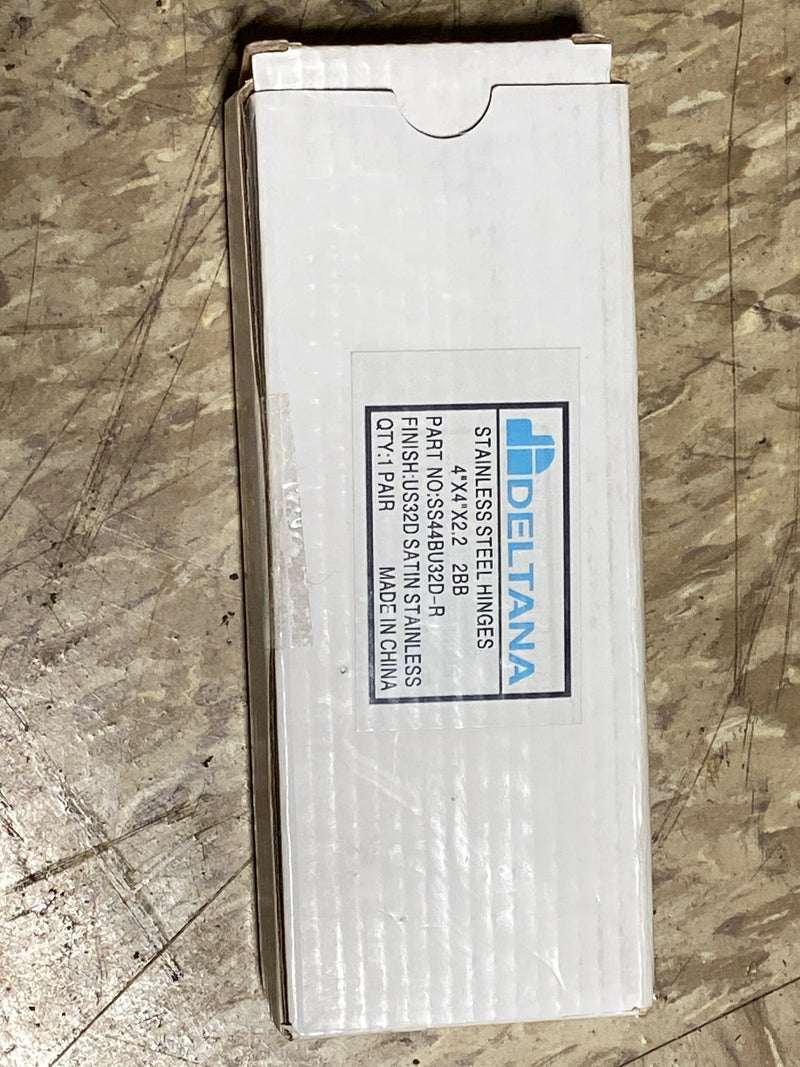 DELTANA
STAINLESS STEEL HINGES
4"X4"X2.2 2BB
PART NO:SS44BU32D-R
FINISH:US32D SATIN STAINLESS
QTY:1 PAIR MADE IN CHINA